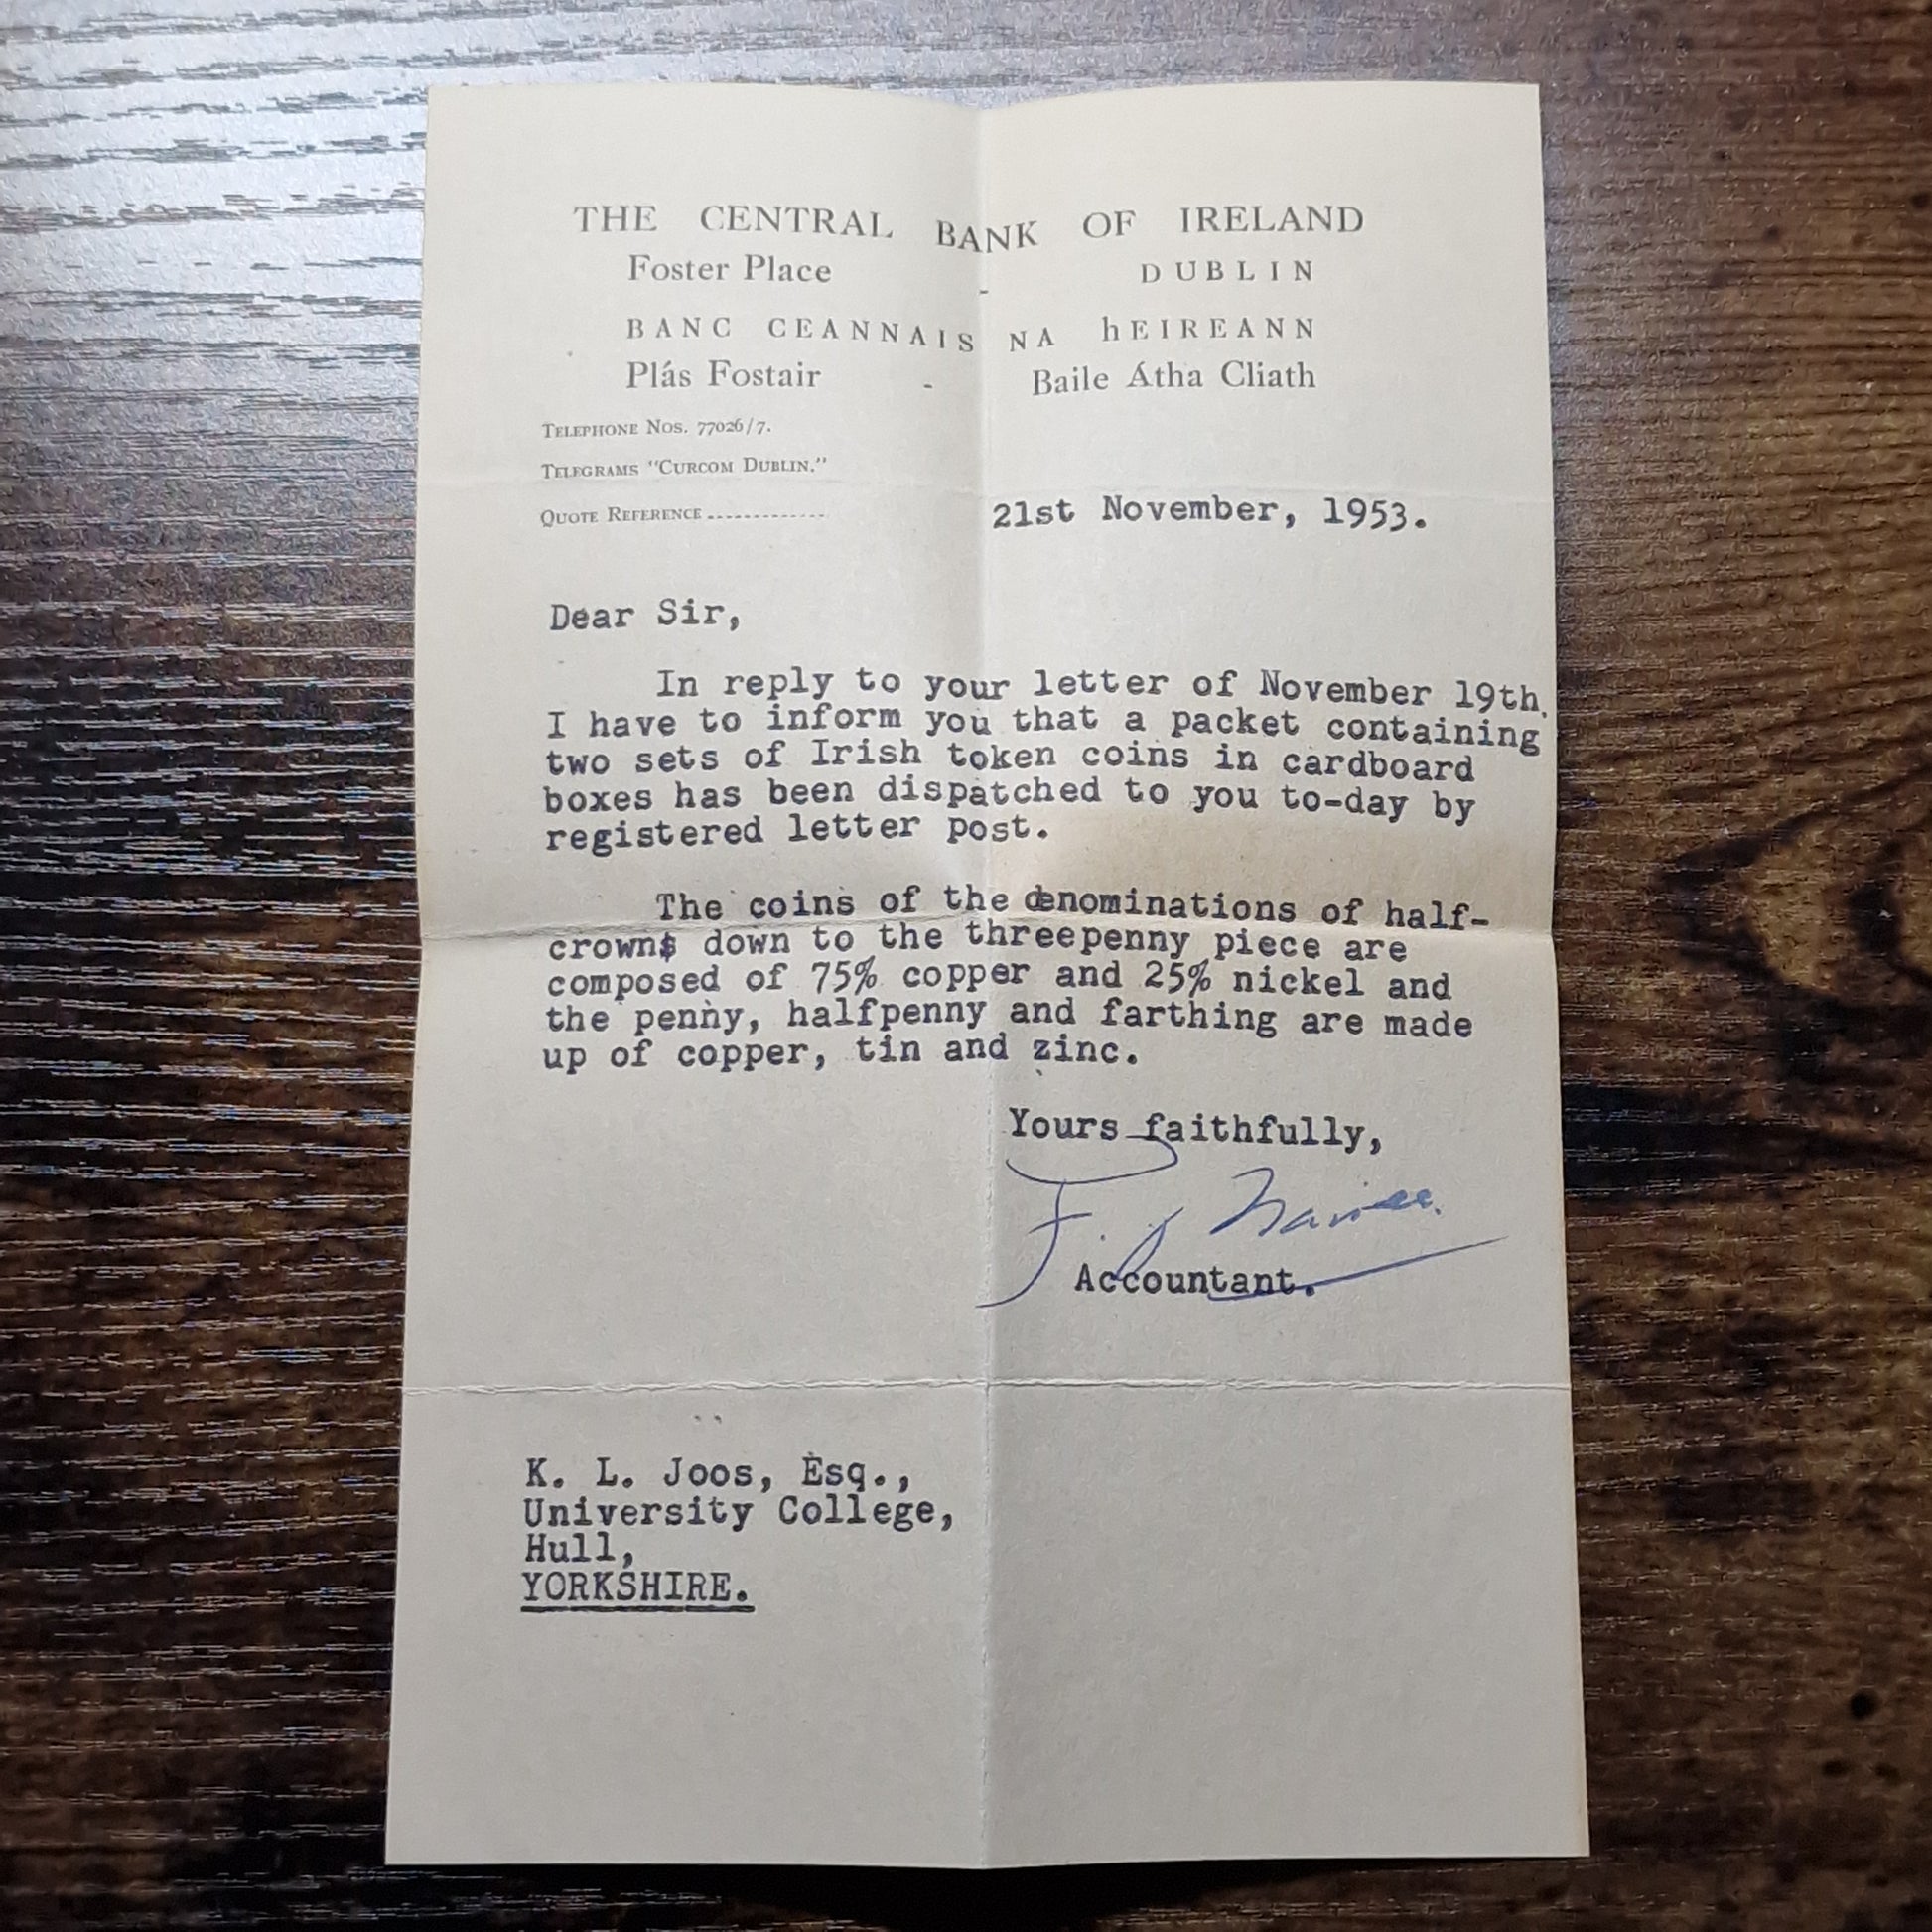 THE CENTRAL BANK OF IRELAND
Foster Place - DUBLIN
BANC CEANNAIS NA hEIREANN
Plás Fostair - Baile Átha Cliath
TELEPHONE NOS. 77026/7.
TELEGRAMS "CURCOM DUBLIN."
QUOTE REFERENCE .............
21st November, 1953.
Dear Sir,
In reply to your letter of November 19th,
I have to inform you that a packet containing
two sets of Irish token coins in cardboard
boxes has been dispatched to you to-day by
registered letter post.
The coins of the denominations of half-
crowns down to the threepenny piece are
composed of 75% copper and 25% nickel and
the penny, halfpenny and farthing are made
up of copper, tin and zinc.
Yours faithfully,
F.
Accountant.
K. L. Joos, Esq.,
University College,
Hull,
YORKSHIRE.